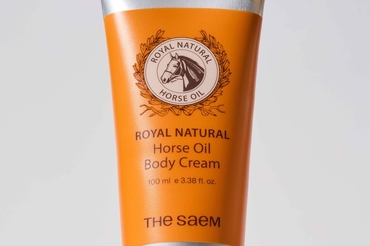 ROYAL NATURAL
HORSE OIL
ROYAL NATURAL
Horse Oil
Body Cream
100 ml e 3.38 fl. oz.
THE SAEM